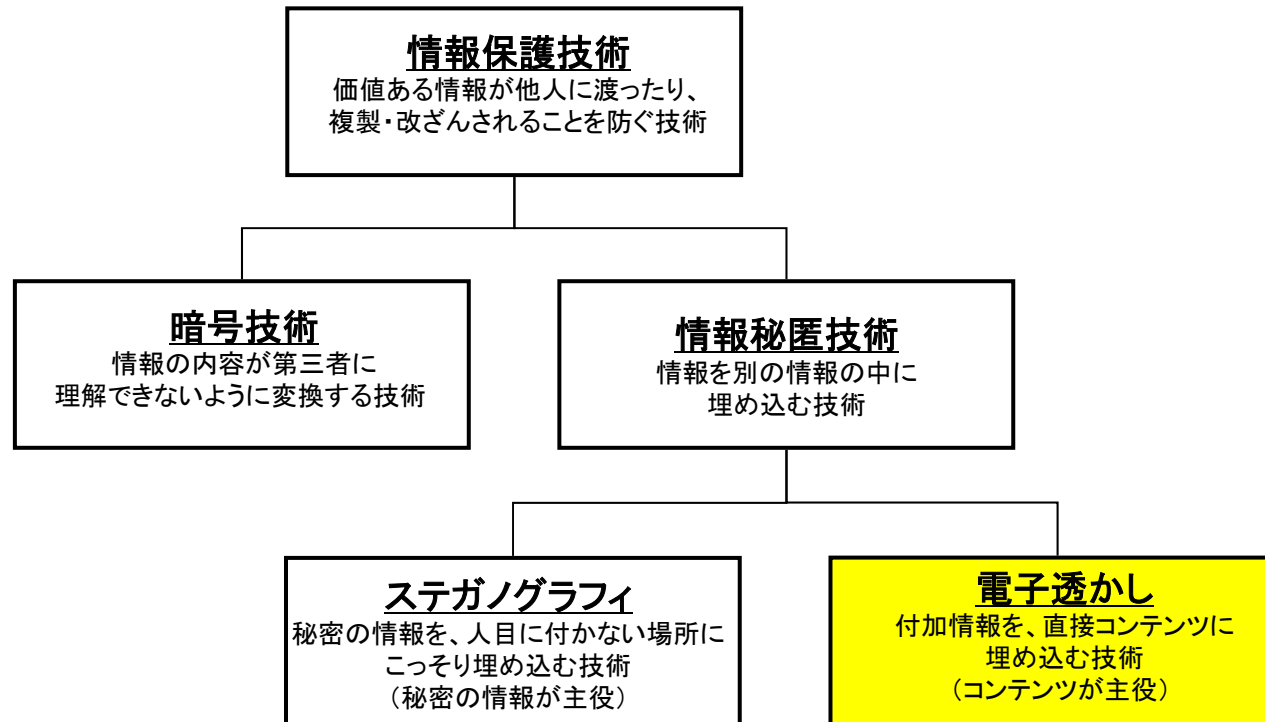 情報保護技術
価値ある情報が他人に渡ったり、
複製・改ざんされることを防ぐ技術
暗号技術
情報の内容が第三者に
理解できないように変換する技術
情報秘匿技術
情報を別の情報の中に
埋め込む技術
ステガノグラフィ
秘密の情報を、人目に付かない場所に
こっそり埋め込む技術
(秘密の情報が主役)
電子透かし
付加情報を、直接コンテンツに
埋め込む技術
(コンテンツが主役)